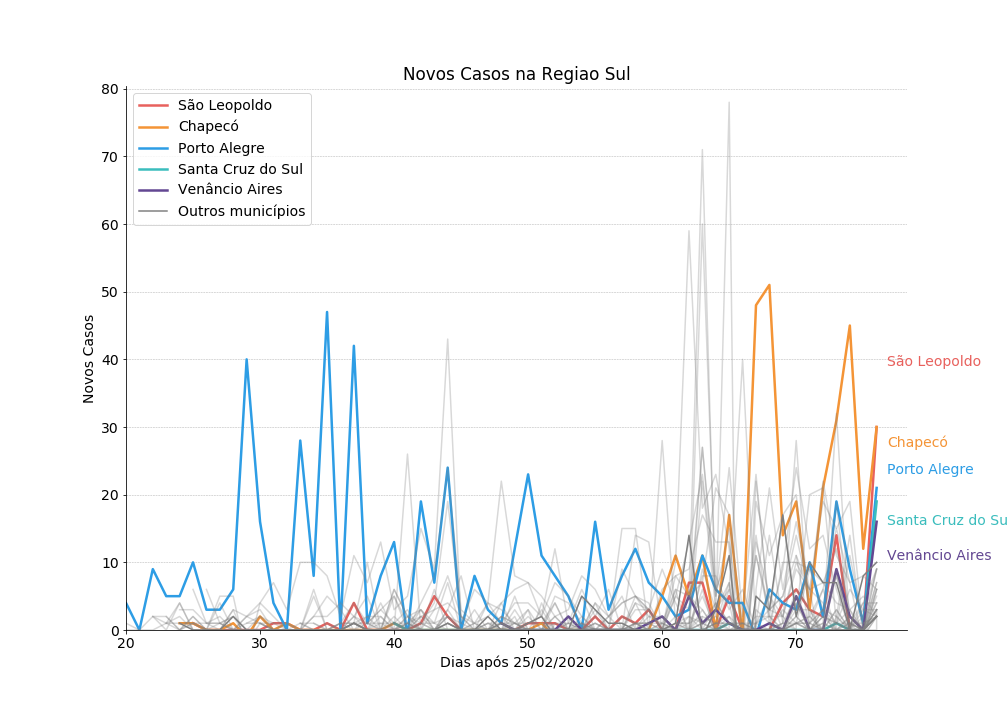 Novos Casos na Regiao Sul
80
70
60
50
40
30
20
10
0
Novos Casos
São Leopoldo
Chapecó
Porto Alegre
Santa Cruz do Sul
Venâncio Aires
Outros municípios
São Leopoldo
Chapecó
Porto Alegre
Santa Cruz do Su
Venâncio Aires
20 30 40 50 60 70
Dias após 25/02/2020